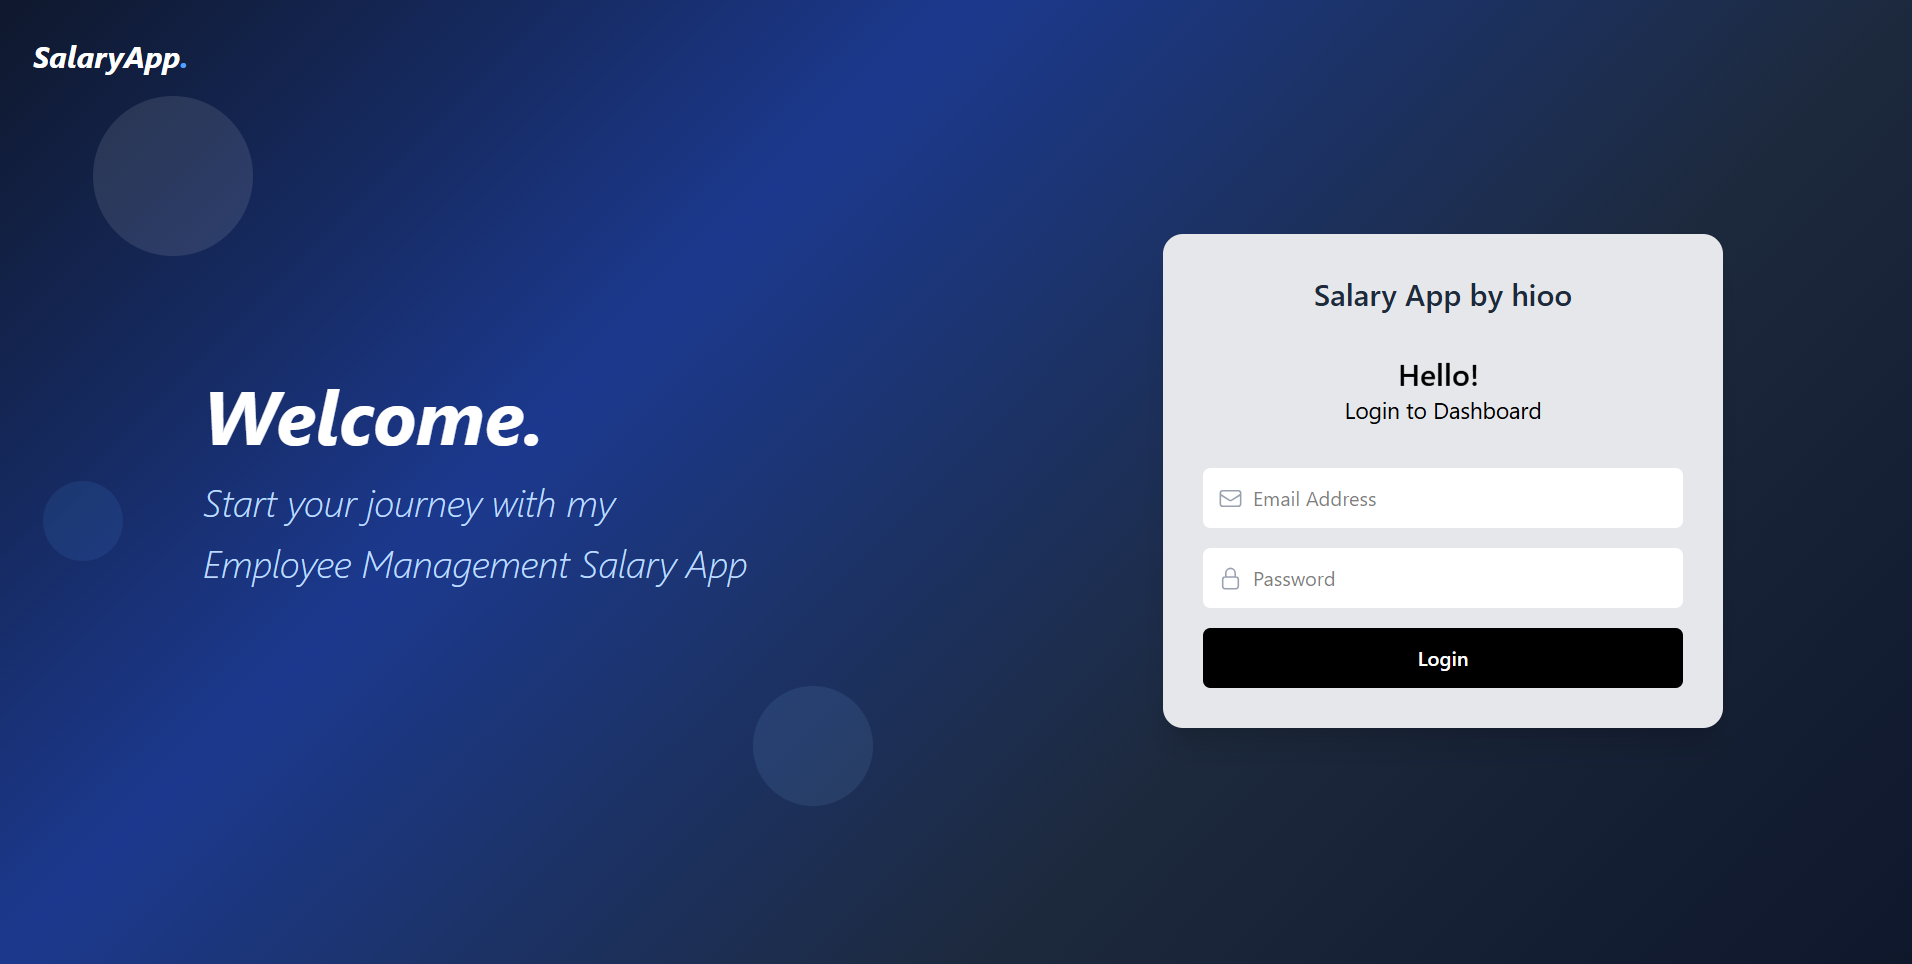 SalaryApp.
Welcome.
Start your journey with my
Employee Management Salary App
Salary App by hioo
Hello!
Login to Dashboard
Email Address
Password
Login